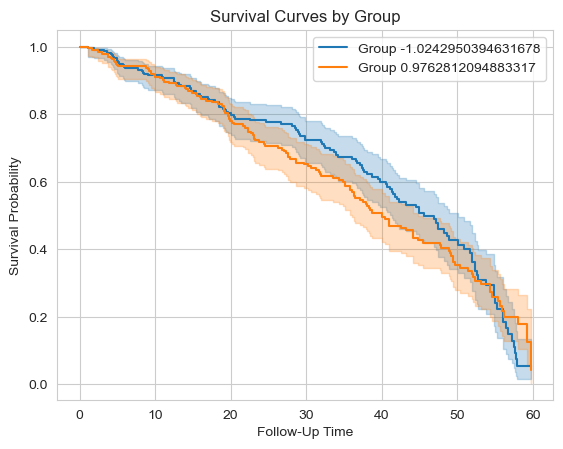 Survival Curves by Group
Group -1.0242950394631678
Group 0.9762812094883317
Survival Probability
1.0
0.8
0.6
0.4
0.2
0.0
0
10
20
30
40
50
60
Follow-Up Time